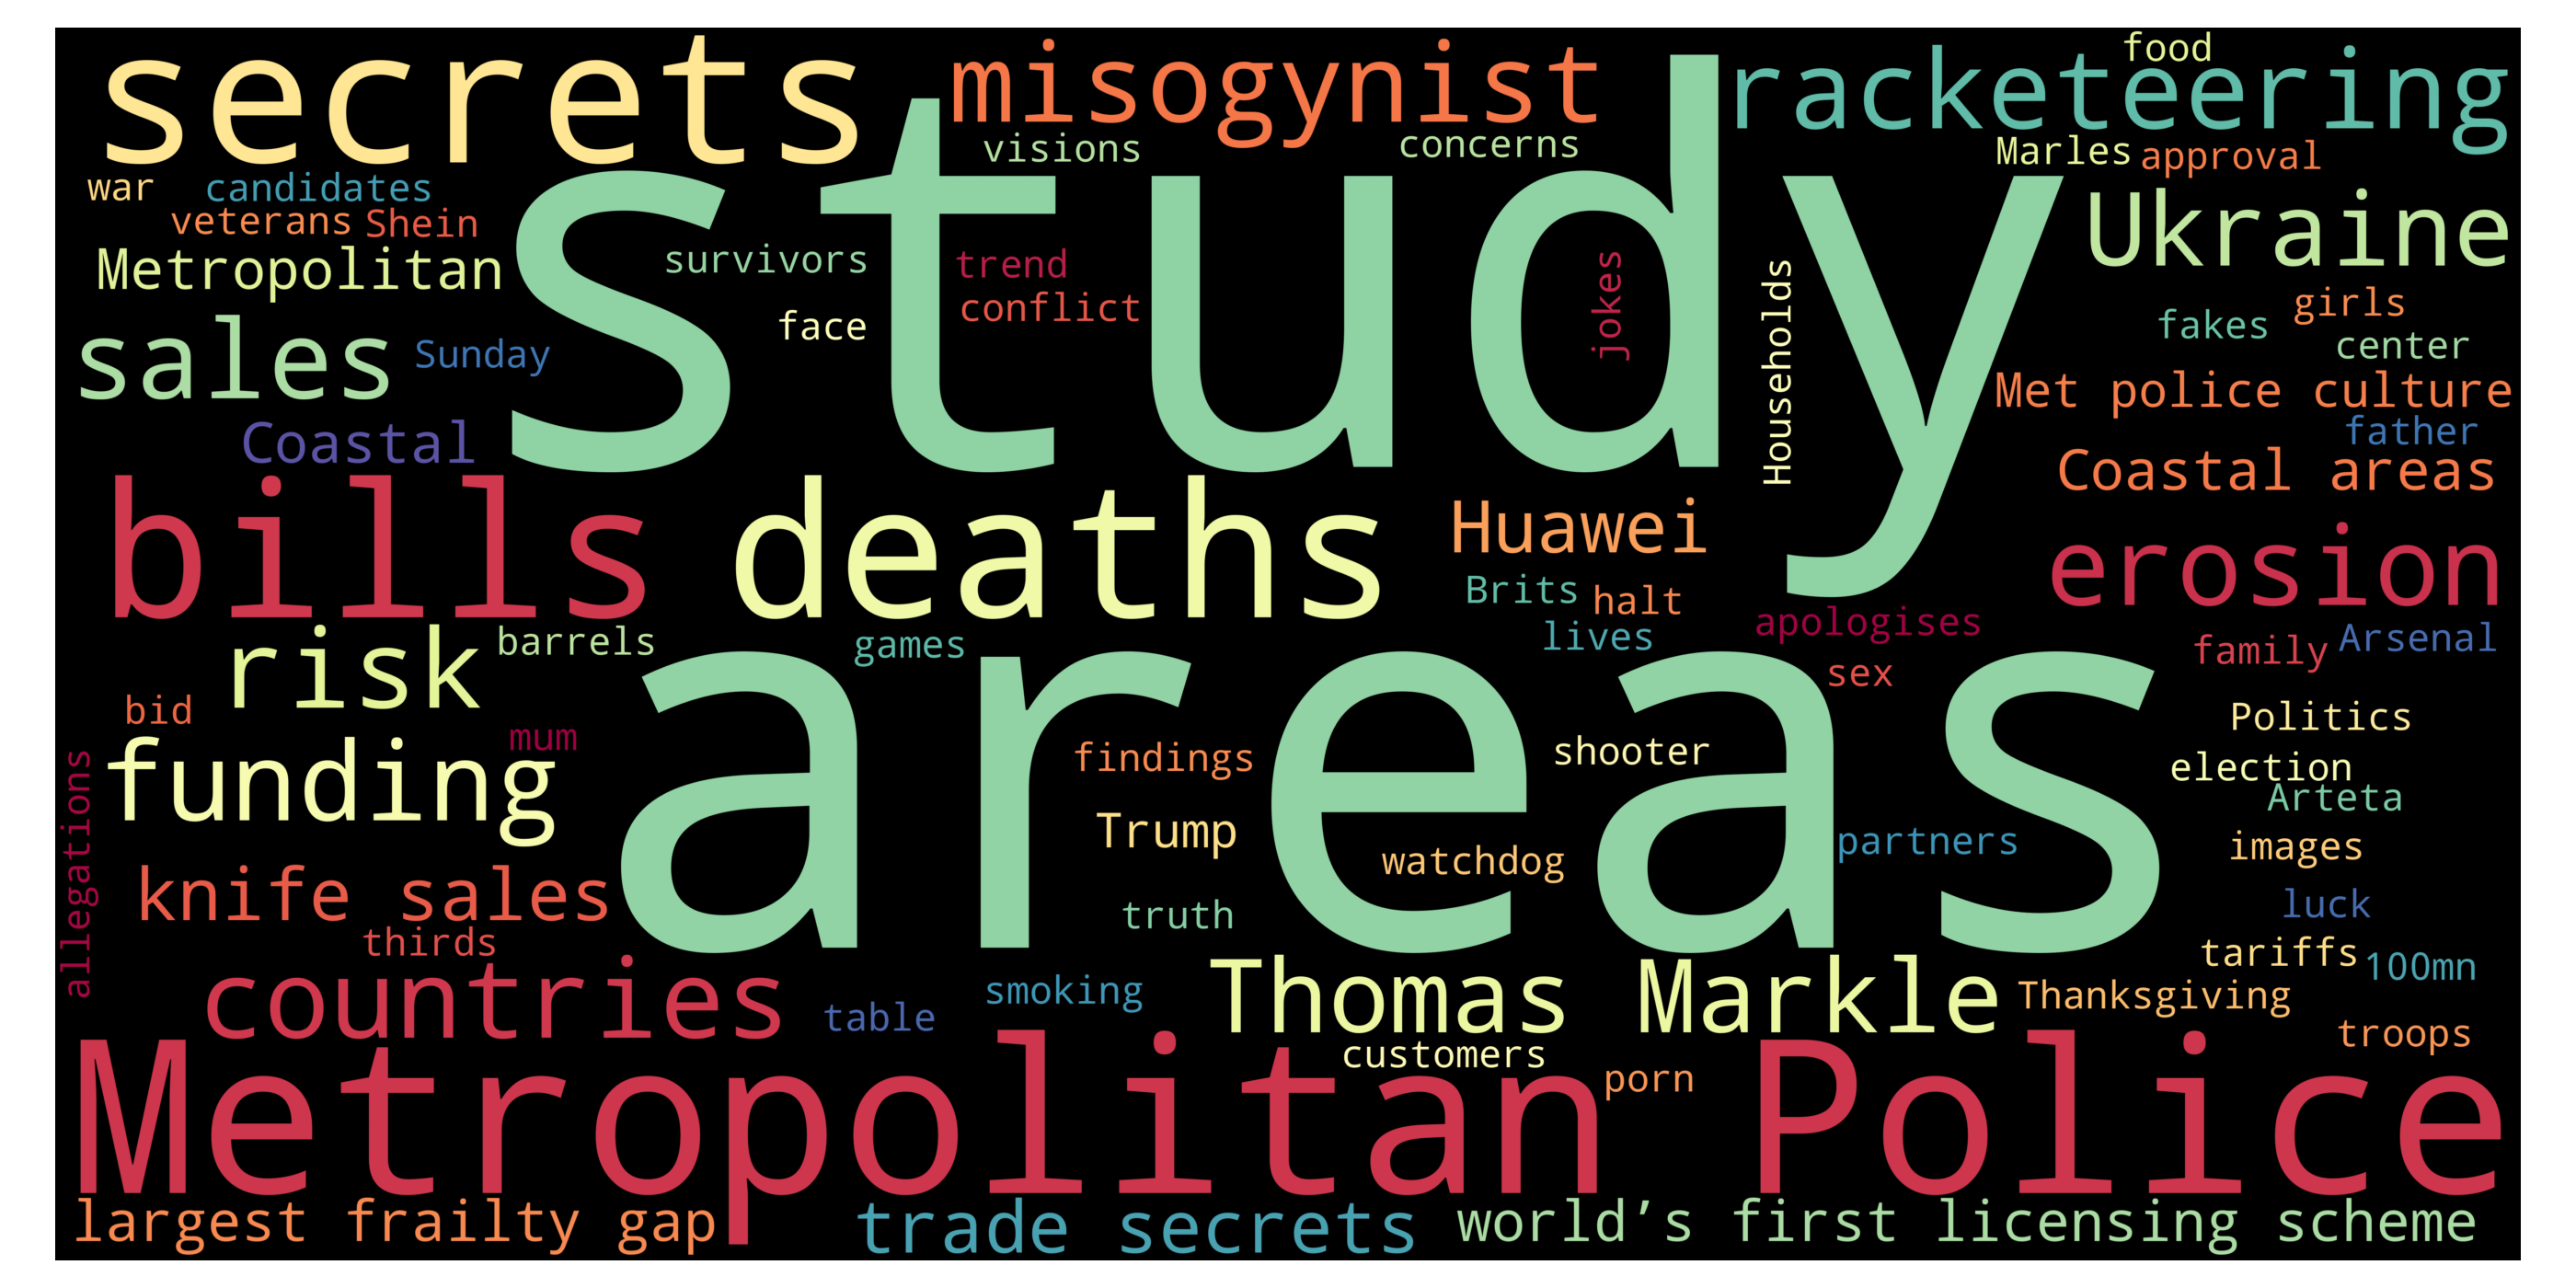 secrets
misogynist
food
racketeering
study
visions
concerns
Marles
approval
war
candidates
veterans
Shein
Ukraine
Metropolitan
survivors
trend
jokes
Households
face
conflict
fakes
girls
sales
Sunday
center
Met police culture
Coastal
father
Coastal areas
bills
deaths
Huawei
erosion
Brits
halt
lives
apologises
risk
barrels
games
areas
sex
family
Arsenal
bid
mum
Politics
funding
findings
shooter
election
Arteta
allegations
Trump
watchdog
partners
images
knife sales
truth
luck
thirds
tariffs
100mn
countries
table
smoking
Thomas Markle
Thanksgiving
troops
customers
porn
Metropolitan Police
largest frailty gap
trade secrets
world’s first licensing scheme